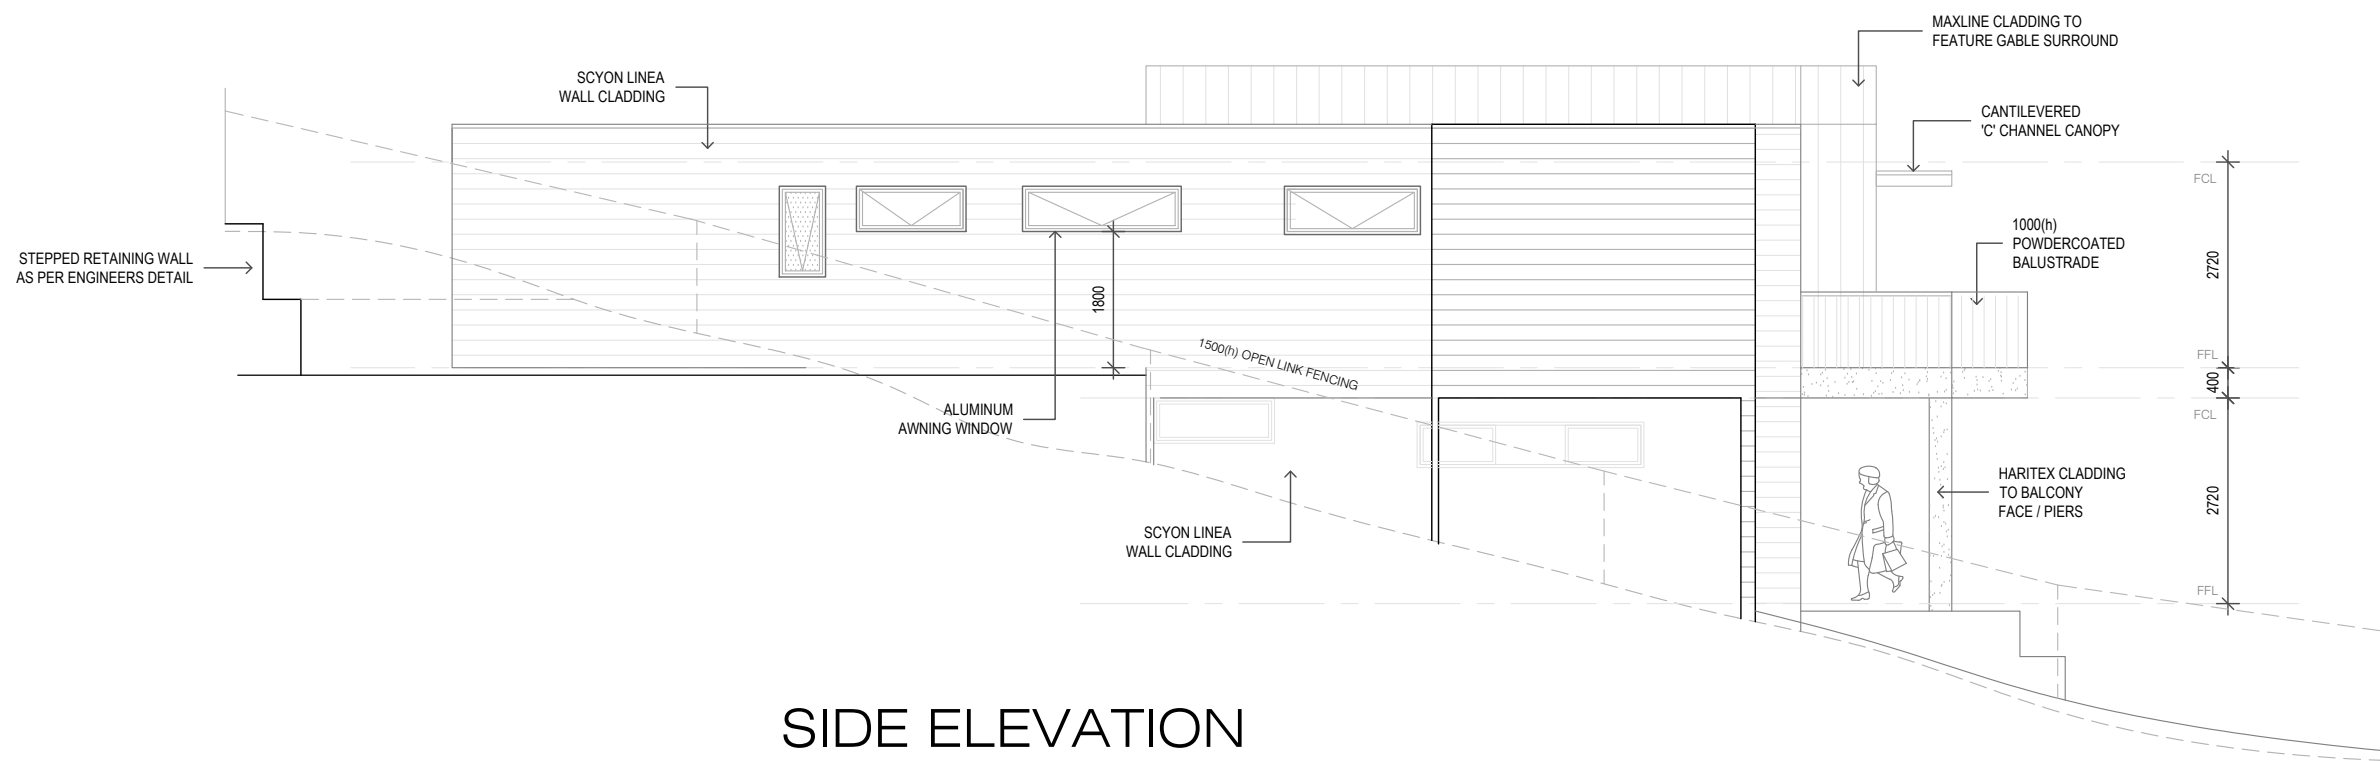 MAXLINE CLADDING TO
FEATURE GABLE SURROUND
SCYON LINEA
WALL CLADDING
CANTILEVERED
'C' CHANNEL CANOPY
FCL
1000(h)
POWDERCOATED
BALUSTRADE
2720
STEPPED RETAINING WALL
AS PER ENGINEERS DETAIL
1800
1500(h) OPEN LINK FENCING
FFL
400
ALUMINUM
AWNING WINDOW
FCL
HARITEX CLADDING
TO BALCONY
FACE / PIERS
2720
SCYON LINEA
WALL CLADDING
FFL
SIDE ELEVATION